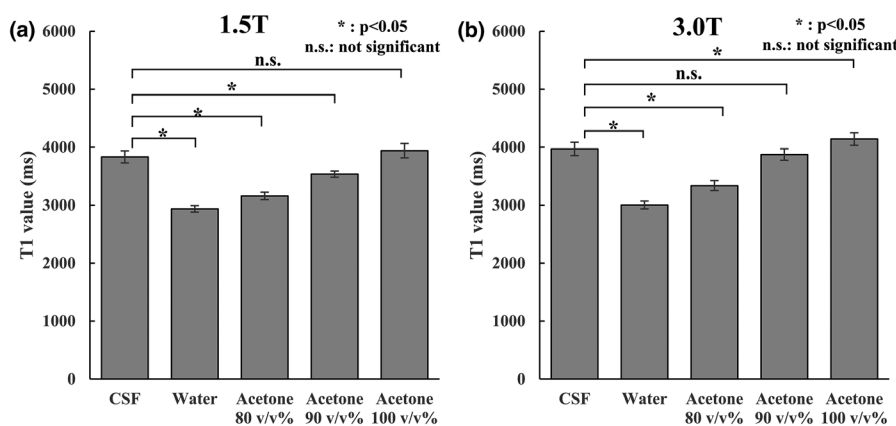 (a)
1.5T
* : p<0.05
n.s.: not significant
n.s.
*
*
*
T1 value (ms)
6000
5000
4000
3000
2000
1000
0
CSF
Water
Acetone
80 v/v%
Acetone
90 v/v%
Acetone
100 v/v%
(b)
3.0T
* : p<0.05
n.s.: not significant
*
n.s.
*
*
T1 value (ms)
6000
5000
4000
3000
2000
1000
0
CSF
Water
Acetone
80 v/v%
Acetone
90 v/v%
Acetone
100 v/v%